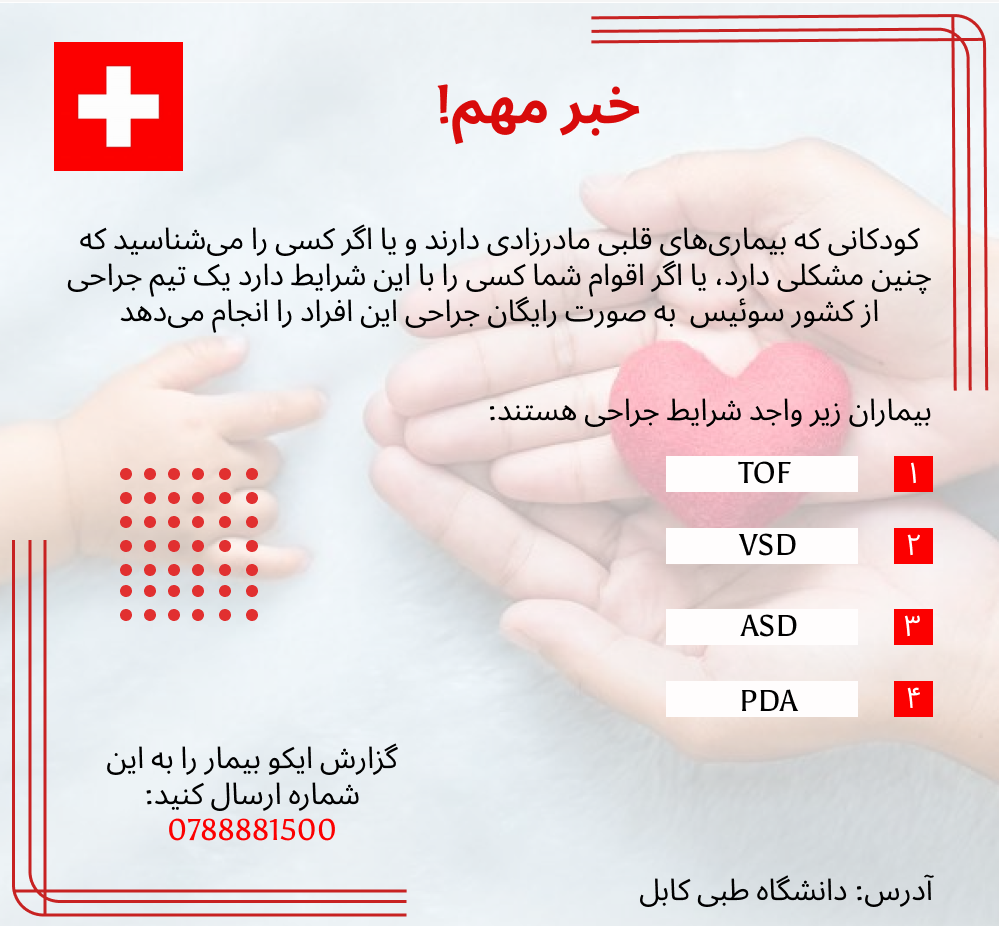 خبر مهم!
کودکانی که بیماری‌های قلبی مادرزادی دارند و یا اگر کسی را می‌شناسید که
چنین مشکلی دارد، یا اگر اقوام شما کسی را با این شرایط دارد یک تیم جراحی
از کشور سوئیس به صورت رایگان جراحی این افراد را انجام می‌دهد
بیماران زیر واجد شرایط جراحی هستند:
۱ TOF
۲ VSD
۳ ASD
۴ PDA
گزارش ایکو بیمار را به این
شماره ارسال کنید:
0788881500
آدرس: دانشگاه طبی کابل